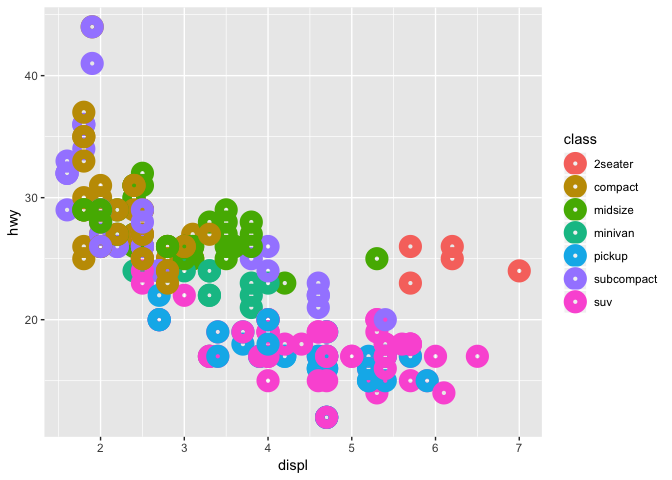 40
30
20
hwy
2
3
4
5
6
7
displ
class
2seater
compact
midsize
minivan
pickup
subcompact
suv